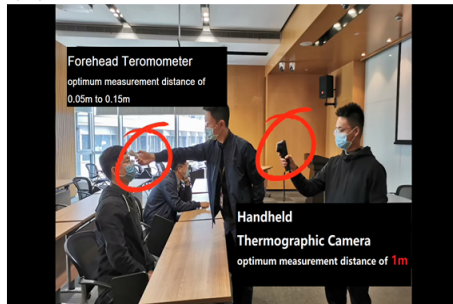 Forehead Teromometer
optimum measurement distance of
0.05m to 0.15m
Handheld
Thermographic Camera
optimum measurement distance of 1m